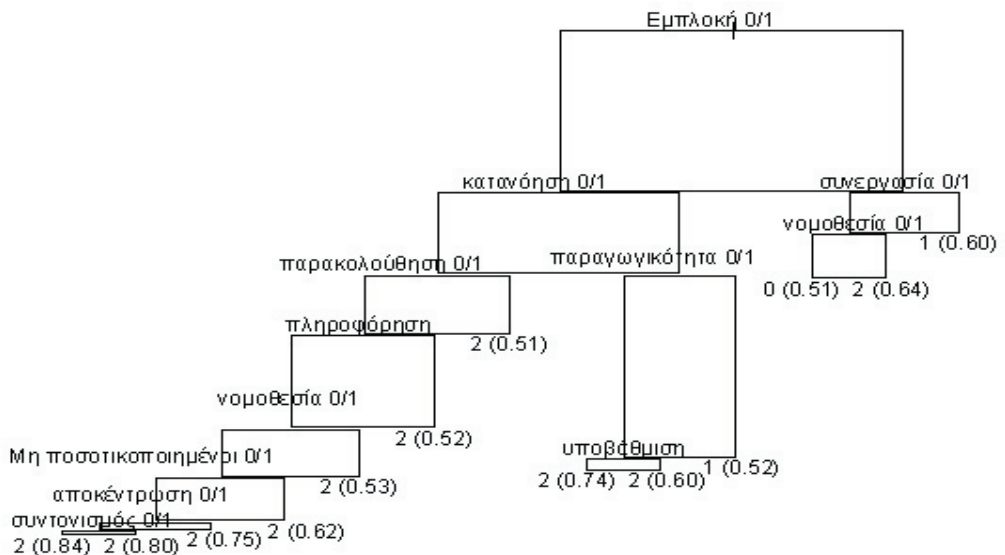 Εμπλοκή 0/1
κατανόηση 0/1
συνεργασία 0/1
νομοθεσία 0/1
1 (0.60)
παρακολούθηση 0/1
παραγωγικότητα 0/1
0 (0.51)
2 (0.64)
πληροφόρηση
2 (0.51)
νομοθεσία 0/1
2 (0.52)
υποβάθμιση
1 (0.52)
Μη ποσοτικοποιημένοι 0/1
2 (0.53)
2 (0.74)
2 (0.60)
αποκέντρωση 0/1
συντονισμός 0/1
2 (0.62)
2 (0.75)
2 (0.84)
2 (0.80)